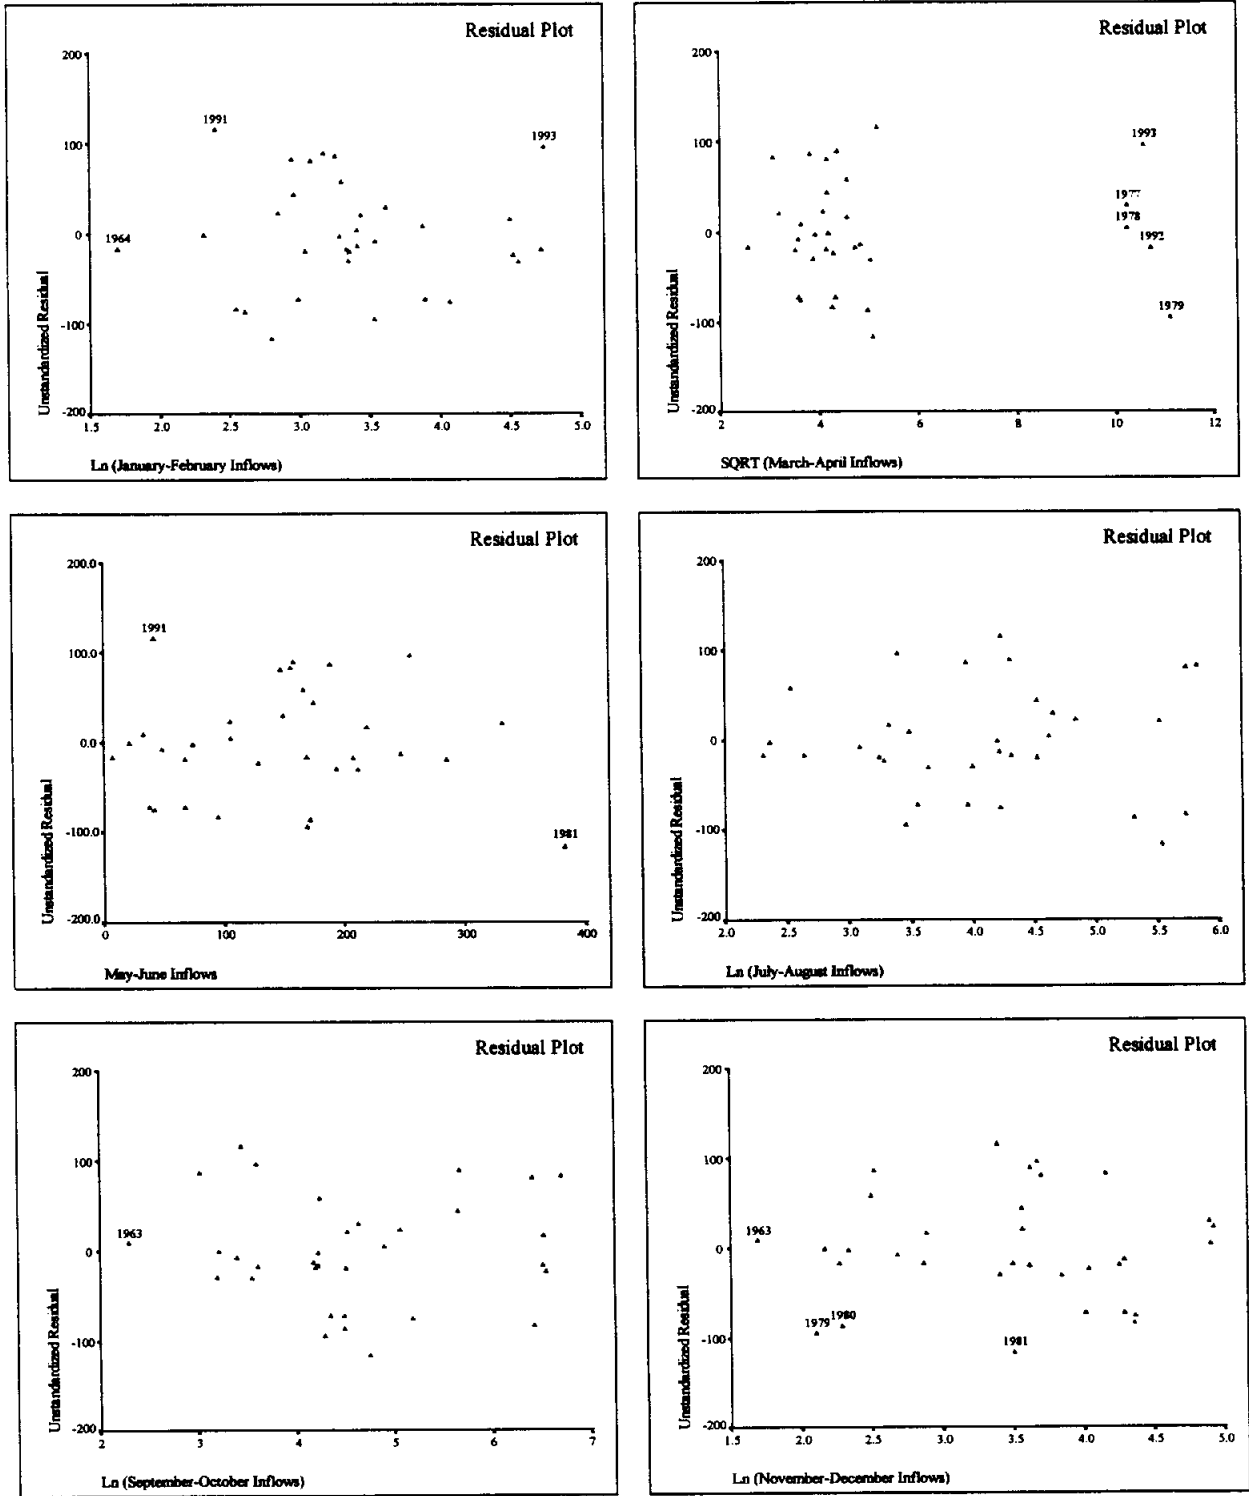 Residual Plot
200
1991
1993
100
1964
0
-100
-200
1.5 2.0 2.5 3.0 3.5 4.0 4.5 5.0
Unstandardized Residual
Ln (January-February Inflows)
Residual Plot
200
100
1993
1977
1978
0
1992
1979
-100
-200
2 4 6 8 10 12
Unstandardized Residual
SQRT (March-April Inflows)
Residual Plot
200.0
1991
100.0
0.0
-100.0
1981
-200.0
0 100 200 300 400
Unstandardized Residual
May-June Inflows
Residual Plot
200
100
0
-100
-200
2.0 2.5 3.0 3.5 4.0 4.5 5.0 5.5 6.0
Unstandardized Residual
Ln (July-August Inflows)
Residual Plot
200
100
1963
0
-100
-200
2 3 4 5 6 7
Unstandardized Residual
Ln (September-October Inflows)
Residual Plot
200
100
1963
0
1979 1980
-100
1981
-200
1.5 2.0 2.5 3.0 3.5 4.0 4.5 5.0
Unstandardized Residual
Ln (November-December Inflows)